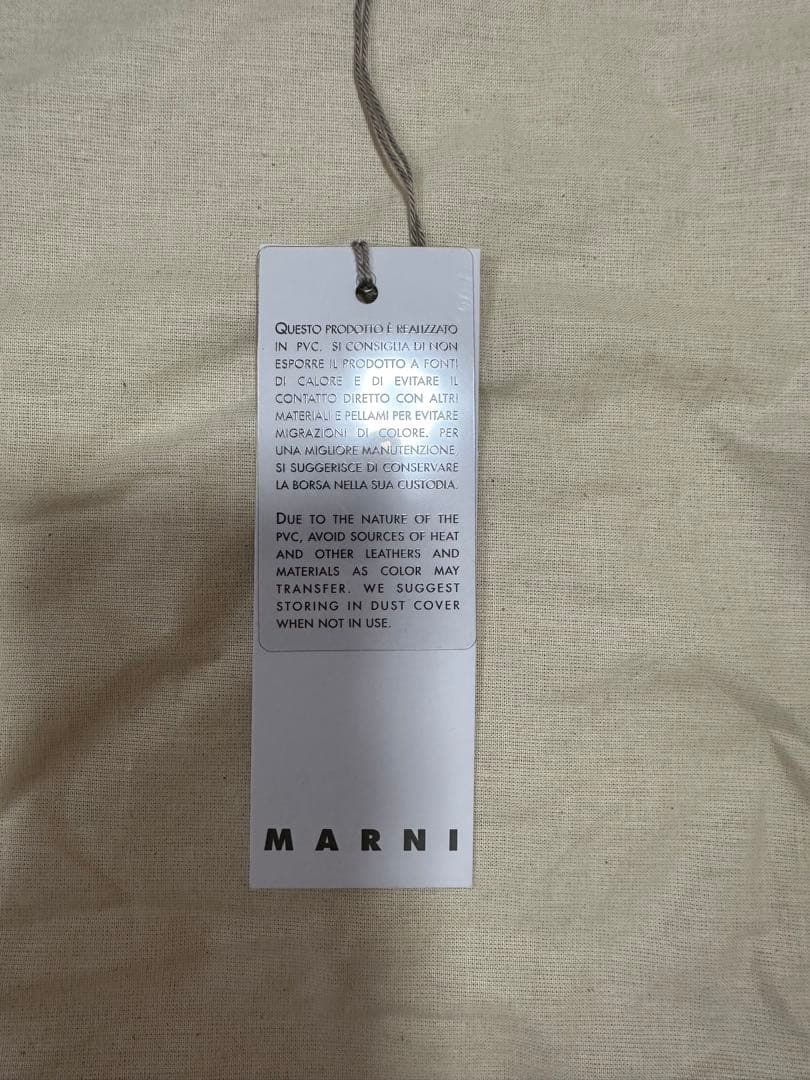 QUESTO PRODOTTO È REALIZZATO
IN PVC. SI CONSIGLIA DI NON
ESPORRE IL PRODOTTO A FONTI
DI CALORE E DI EVITARE IL
CONTATTO DIRETTO CON ALTRI
MATERIALI E PELLAMI PER EVITARE
MIGRAZIONI DI COLORE. PER
UNA MIGLIORE MANUTENZIONE,
SI SUGGERISCE DI CONSERVARE
LA BORSA NELLA SUA CUSTODIA.
DUE TO THE NATURE OF THE
PVC, AVOID SOURCES OF HEAT
AND OTHER LEATHERS AND
MATERIALS AS COLOR MAY
TRANSFER. WE SUGGEST
STORING IN DUST COVER
WHEN NOT IN USE.
MARNI